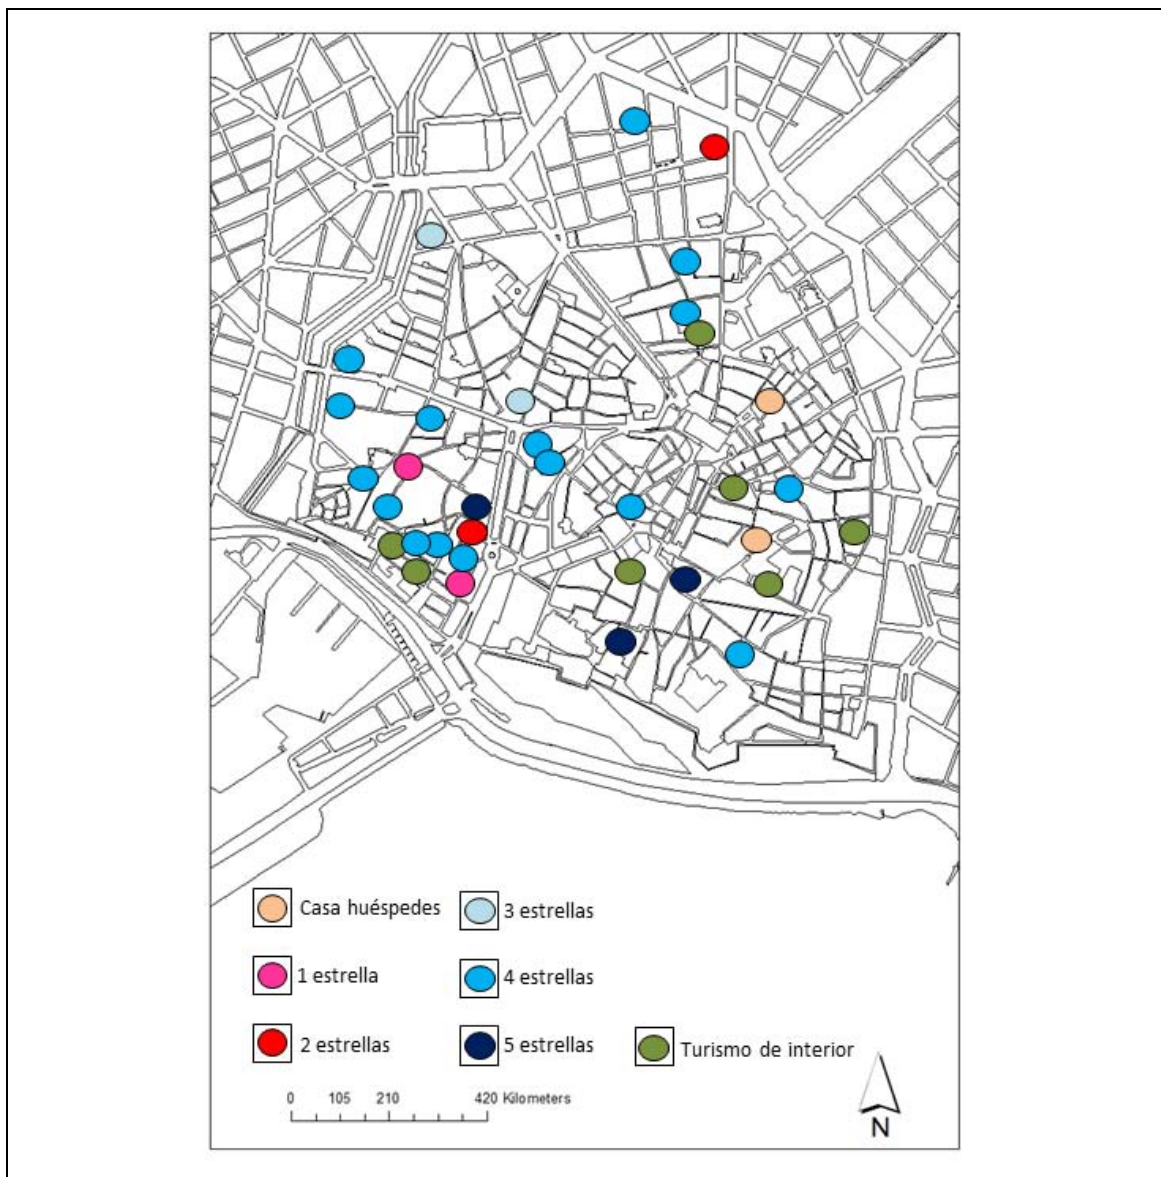 Casa huéspedes
3 estrellas
1 estrella
4 estrellas
2 estrellas
5 estrellas
Turismo de interior
0 105 210 420 Kilometers
N